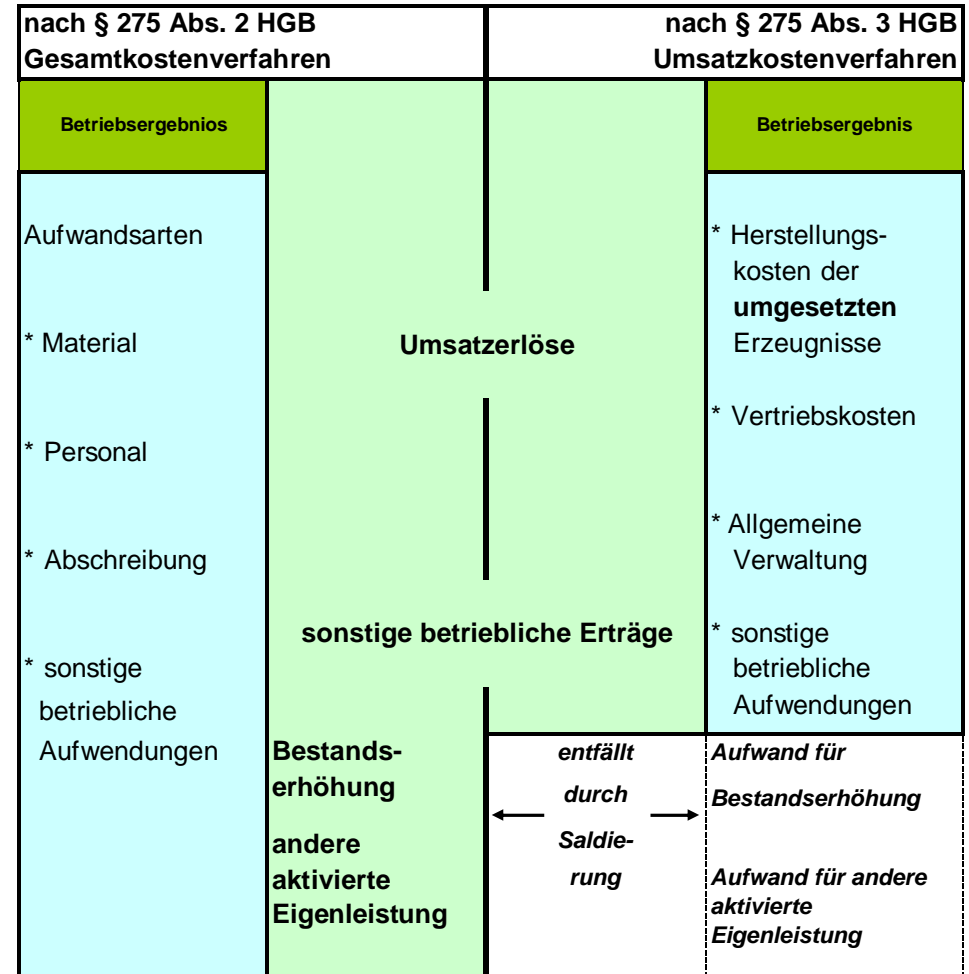 nach § 275 Abs. 2 HGB
Gesamtkostenverfahren
nach § 275 Abs. 3 HGB
Umsatzkostenverfahren
Betriebsergebnios
Betriebsergebnis
Aufwandsarten
* Material
* Personal
* Abschreibung
* sonstige
betriebliche
Aufwendungen
Umsatzerlöse
sonstige betriebliche Erträge
Bestands-
erhöhung
andere
aktivierte
Eigenleistung
* Herstellungs-
kosten der
umgesetzten
Erzeugnisse
* Vertriebskosten
* Allgemeine
Verwaltung
* sonstige
betriebliche
Aufwendungen
entfällt
durch
Saldie-
rung
Aufwand für
Bestandserhöhung
Aufwand für andere
aktivierte
Eigenleistung